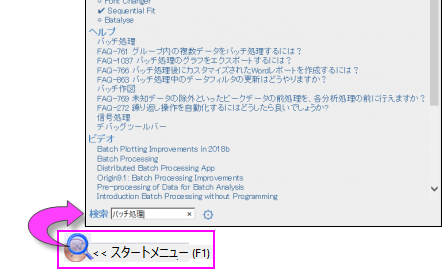 Font Changer
Sequential Fit
Batalyse
ヘルプ
バッチ処理
FAQ-761 グループ内の複数データをバッチ処理するには？
FAQ-1037 バッチ処理のグラフをエクスポートするには？
FAQ-766 バッチ処理後にカスタマイズされたWordレポートを作成するには？
FAQ-863 バッチ処理中のデータフィルタの更新はどうやりますか？
バッチ作図
FAQ-769 未知データの除外といったピークデータの前処理を、各分析処理の前に行えますか？
FAQ-272 繰り返し操作を自動化するにはどうしたら良いでしょうか?
信号処理
デバッグツールバー
ビデオ
Batch Plotting Improvements in 2018b
Batch Processing
Distributed Batch Processing App
Origin9.1: Batch Processing Improvements
Pre-processing of Data for Batch Analysis
Introduction Batch Processing without Programming
検索 バッチ処理 ×
<< スタートメニュー (F1)